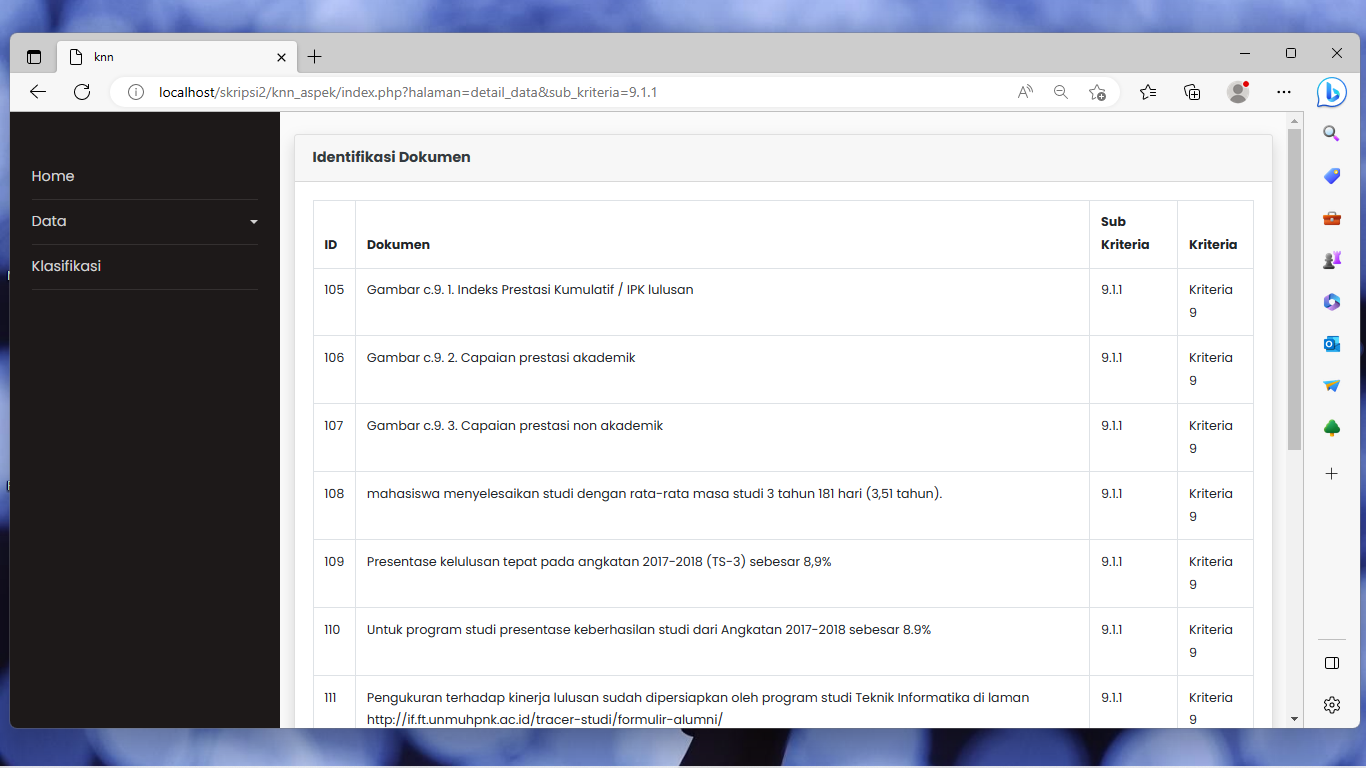 knn
localhost/skripsi2/knn_aspek/index.php?halaman=detail_data&sub_kriteria=9.1.1
Home
Data
Klasifikasi
Identifikasi Dokumen
ID Dokumen Sub Kriteria Kriteria
105 Gambar c.9. 1. Indeks Prestasi Kumulatif / IPK lulusan 9.1.1 Kriteria 9
106 Gambar c.9. 2. Capaian prestasi akademik 9.1.1 Kriteria 9
107 Gambar c.9. 3. Capaian prestasi non akademik 9.1.1 Kriteria 9
108 mahasiswa menyelesaikan studi dengan rata-rata masa studi 3 tahun 181 hari (3,51 tahun). 9.1.1 Kriteria 9
109 Presentase kelulusan tepat pada angkatan 2017-2018 (TS-3) sebesar 8,9% 9.1.1 Kriteria 9
110 Untuk program studi presentase keberhasilan studi dari Angkatan 2017-2018 sebesar 8.9% 9.1.1 Kriteria 9
111 Pengukuran terhadap kinerja lulusan sudah dipersiapkan oleh program studi Teknik Informatika di laman 9.1.1 Kriteria
http://if.ft.unmuhpnk.ac.id/tracer-studi/formulir-alumni/ 9